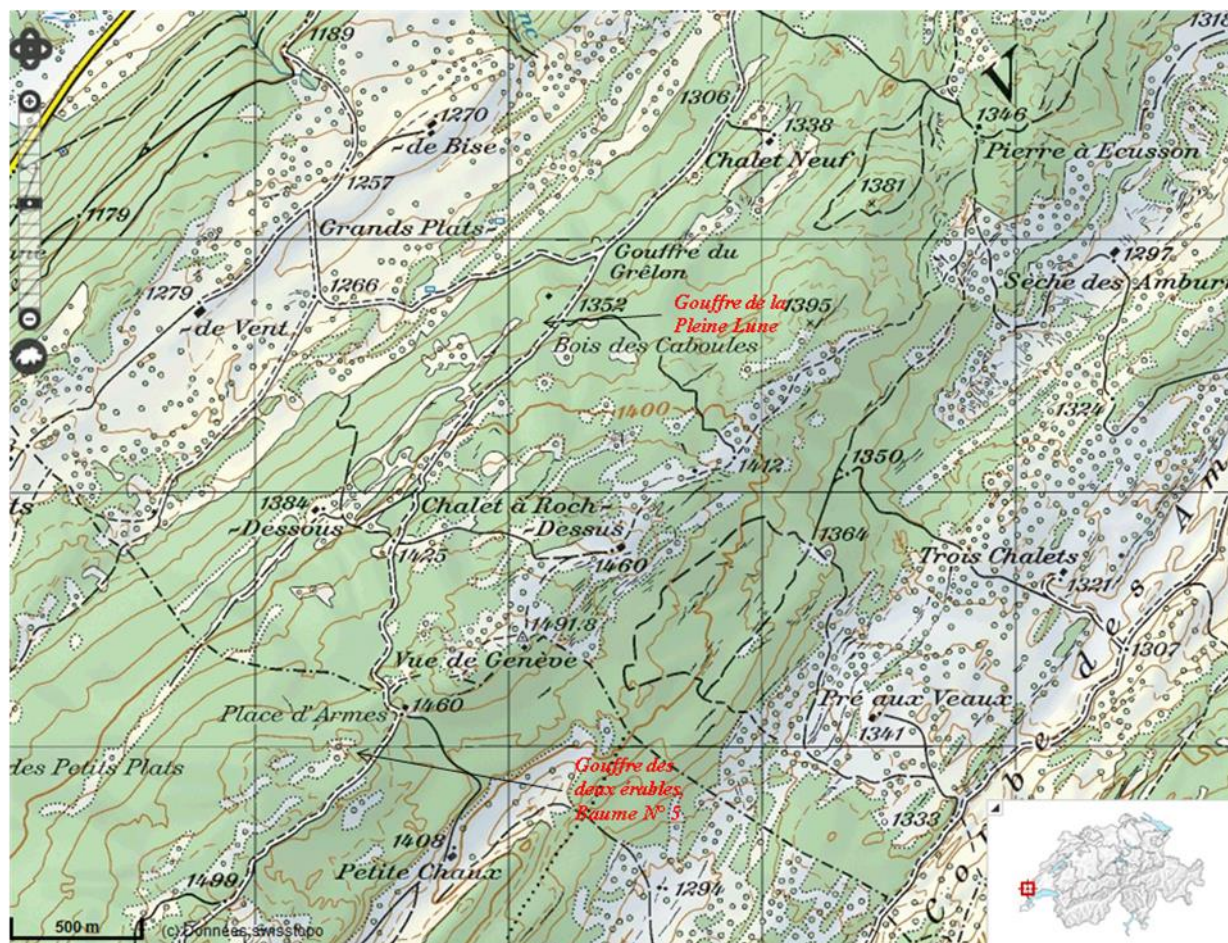 1189
1270
~de Bise
1306
1338
Chalet Neuf
V
1346
Pierre à Ecusson
1257
1381
1179
Grands Plats~
Gouffre du
Grêlon
1297
1279
1266
~de Vent
1352
Gouffre de la
Pleine Lune
1395
Bois des Caboules
1324
1400
1412
1350
1384
Chalet à Roch~
~Dessous
Dessus
1425
1460
1364
Trois Chalets
1321
1491.8
Vue de Genève
1307
Combe des Am
Place d'Armes
1460
Pré aux Veaux
1341
des Petits Plats
Gouffre des
deux érables
Baume N° 5
1408
Petite Chaux
1333
1499
1294
500 m
(c) Données:swisstopo